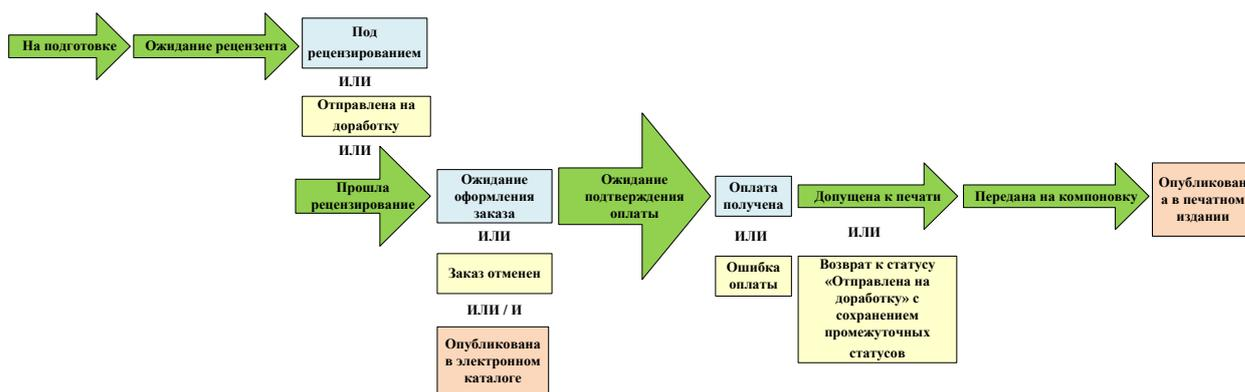 На подготовке
Ожидание рецензента
Под
рецензированием
ИЛИ
Отправлена на
доработку
ИЛИ
Прошла
рецензирование
Ожидание
оформления
заказа
ИЛИ
Заказ отменен
ИЛИ / И
Опубликована
в электронном
каталоге
Ожидание
подтверждения
оплаты
Оплата
получена
ИЛИ
Ошибка
оплаты
Допущена к печати
ИЛИ
Возврат к статусу
«Отправлена на
доработку» с
сохранением
промежуточных
статусов
Передана на компоновку
Опубликован
а в печатном
издании